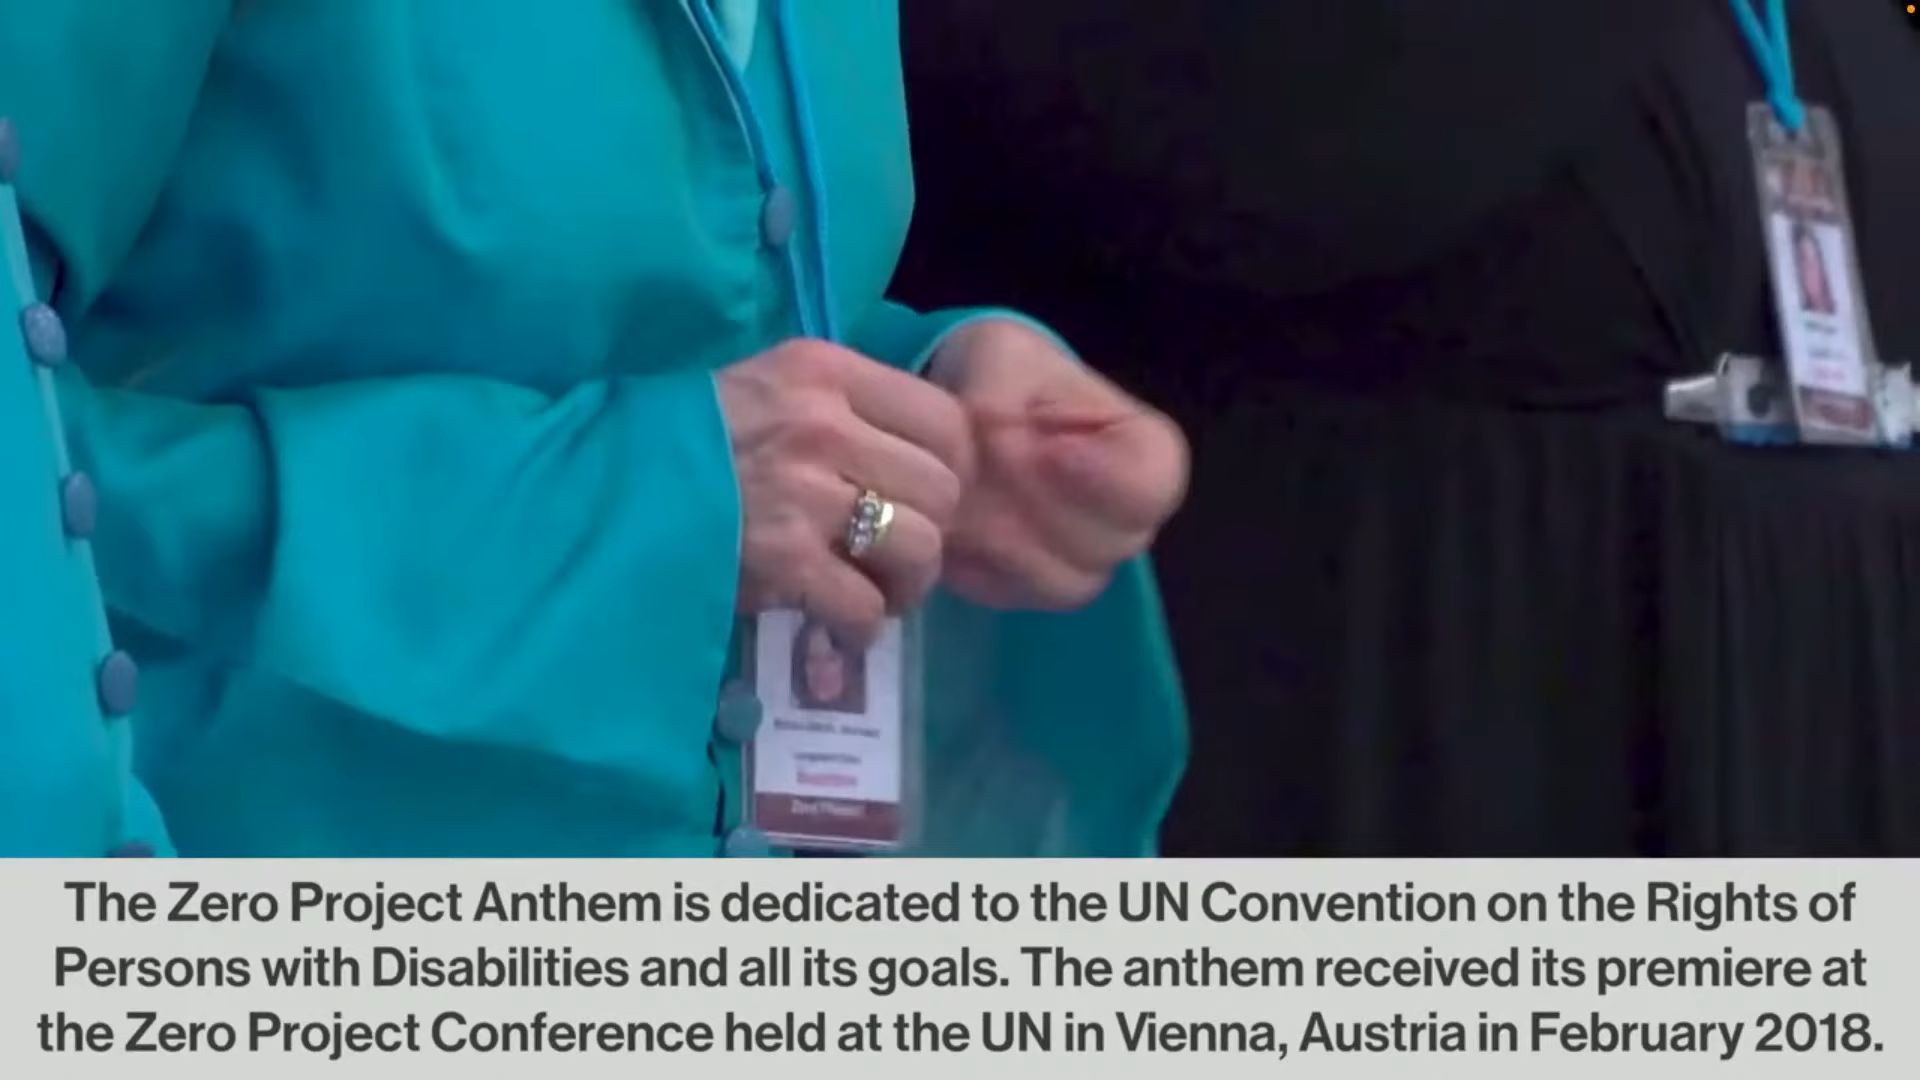 The Zero Project Anthem is dedicated to the UN Convention on the Rights of
Persons with Disabilities and all its goals. The anthem received its premiere at
the Zero Project Conference held at the UN in Vienna, Austria in February 2018.